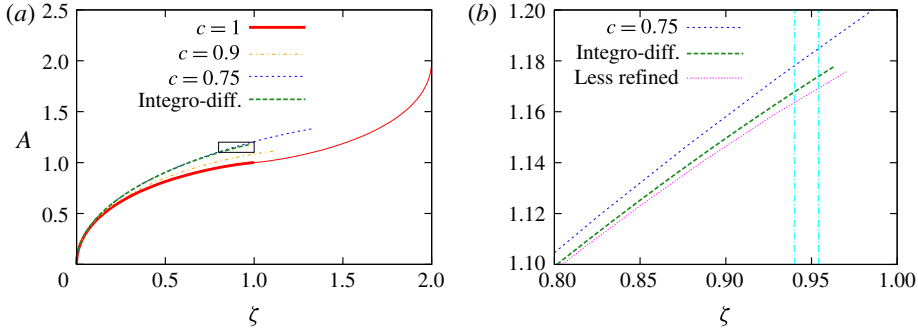 (a)
2.5
2.0
1.5
1.0
0.5
A
c = 1
c = 0.9
c = 0.75
Integro-diff.
0
0.5
1.0
1.5
2.0
ζ
(b)
1.20
1.18
1.16
1.14
1.12
1.10
c = 0.75
Integro-diff.
Less refined
0.80
0.85
0.90
0.95
1.00
ζ